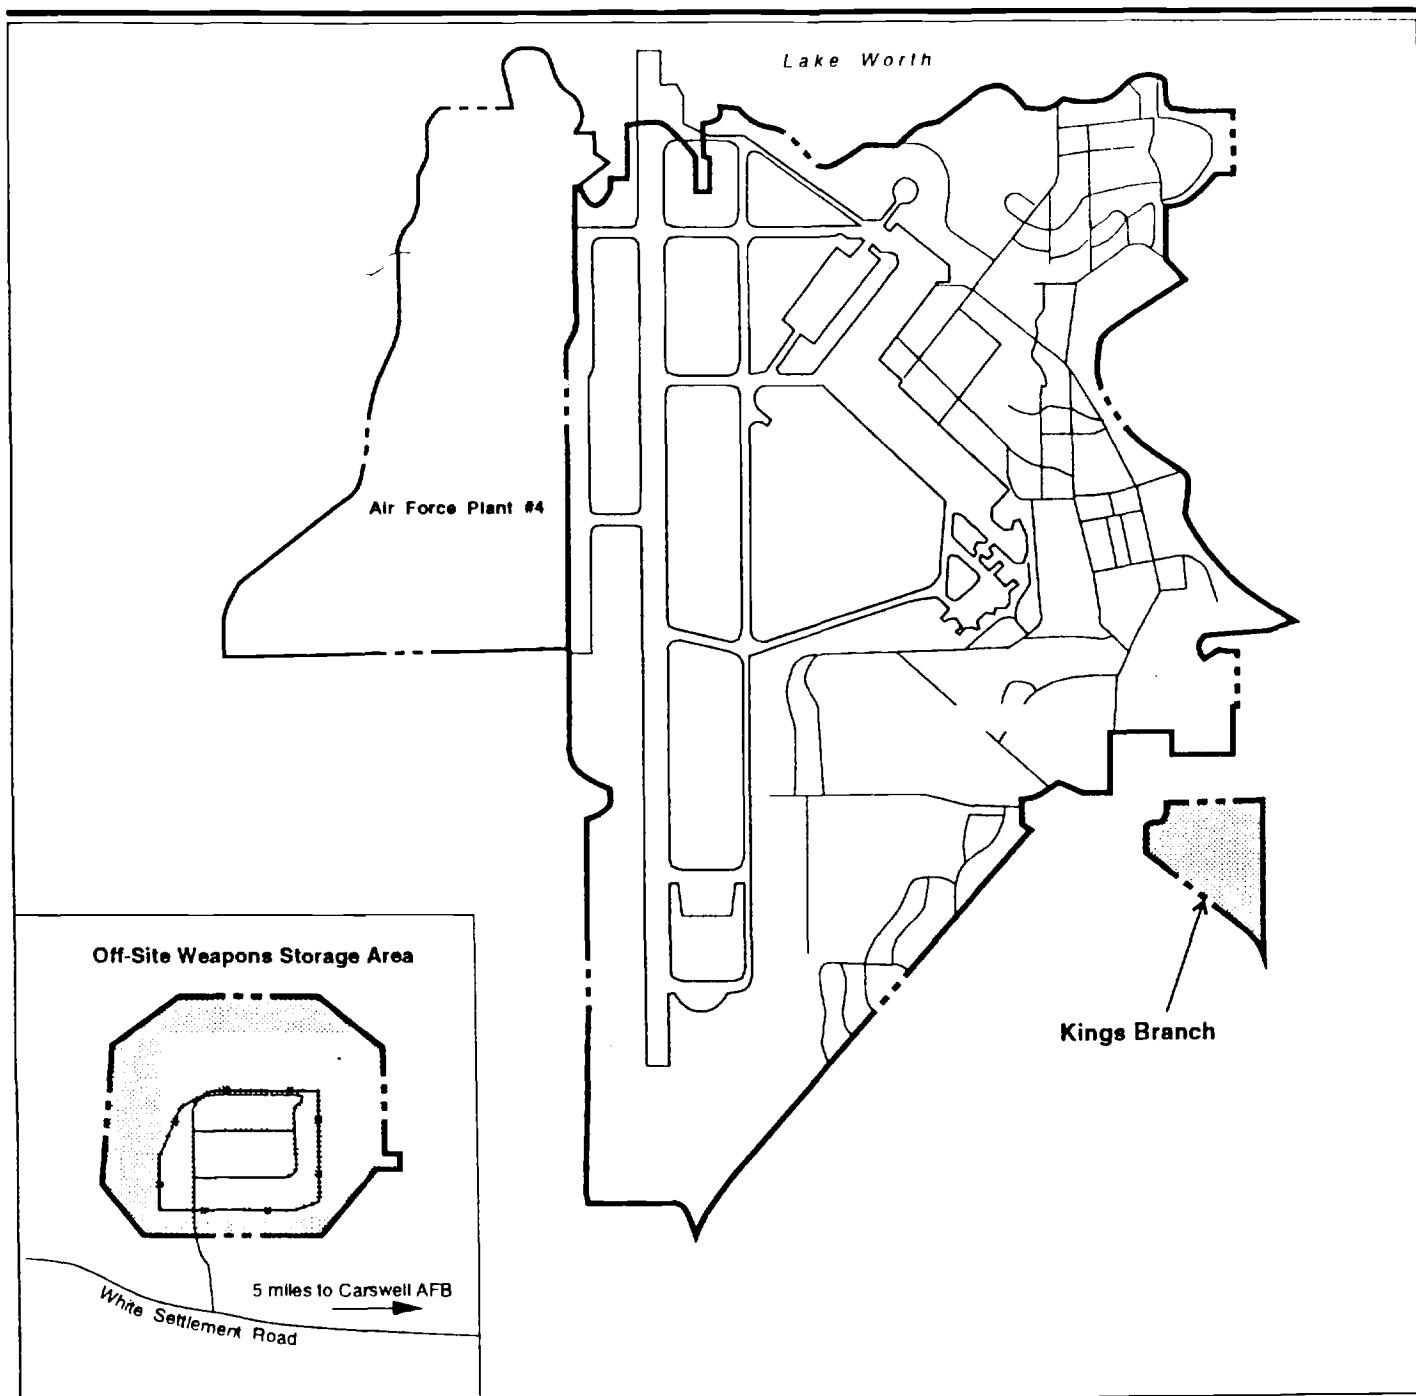 Lake Worth
Air Force Plant #4
Off-Site Weapons Storage Area
Kings Branch
5 miles to Carswell AFB
White Settlement Road